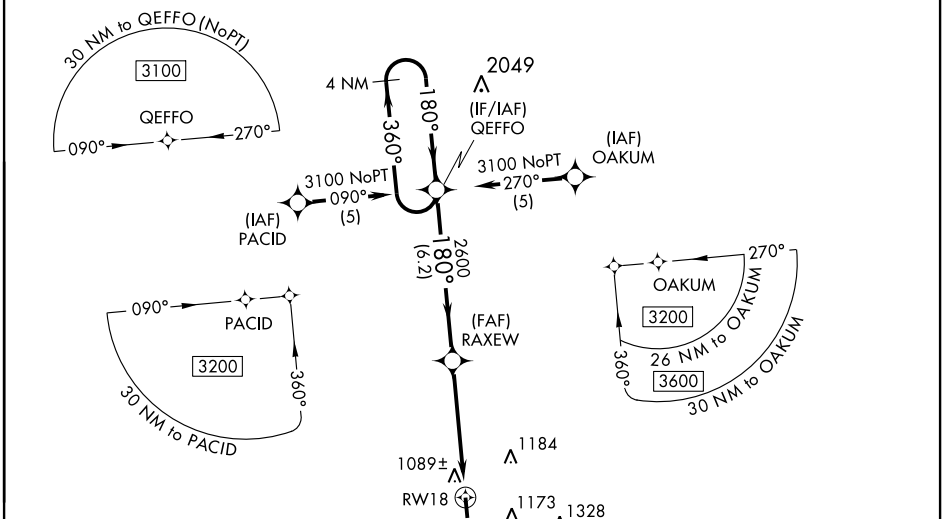 30 NM to QEFFO (NoPT)
3100
QEFFO
090°
270°
4 NM
180°
360°
2049
(IF/IAF)
QEFFO
(IAF)
OAKUM
3100 NoPT
270°
(5)
3100 NoPT
090°
(5)
(IAF)
PACID
2600
180°
(6.2)
(FAF)
RAXEW
090°
PACID
3200
360°
30 NM to PACID
270°
OAKUM
3200
26 NM to OAKUM
360°
3600
30 NM to OAKUM
1089±
1184
RW18
1173
1328